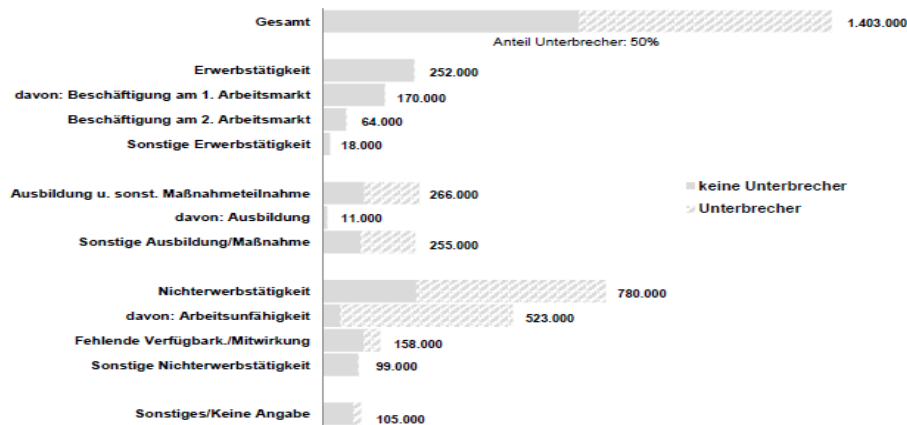 Gesamt 1.403.000
Anteil Unterbrecher: 50%
Erwerbstätigkeit 252.000
davon: Beschäftigung am 1. Arbeitsmarkt 170.000
Beschäftigung am 2. Arbeitsmarkt 64.000
Sonstige Erwerbstätigkeit 18.000
Ausbildung u. sonst. Maßnahmeteilnahme 266.000
davon: Ausbildung 11.000
Sonstige Ausbildung/Maßnahme 255.000
keine Unterbrecher
Unterbrecher
Nichterwerbstätigkeit 780.000
davon: Arbeitsunfähigkeit 523.000
Fehlende Verfügbark./Mitwirkung 158.000
Sonstige Nichterwerbstätigkeit 99.000
Sonstiges/Keine Angabe 105.000